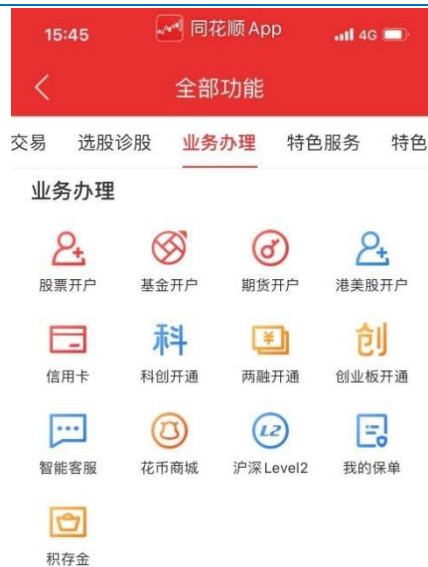 15:45 同花顺App 4G
全部功能
交易 选股诊股 业务办理 特色服务 特色
业务办理
股票开户 基金开户 期货开户 港美股开户
科 ¥ 创
信用卡 科创开通 两融开通 创业板开通
L2
智能客服 花币商城 沪深Level2 我的保单
积存金